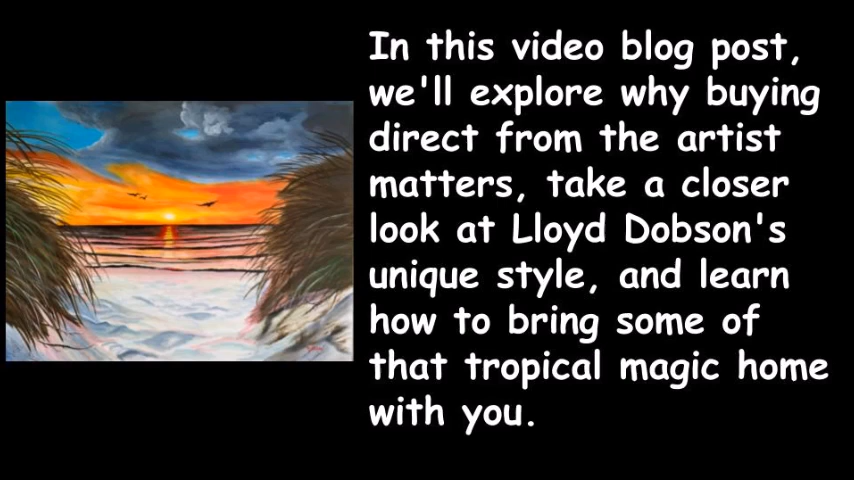 In this video blog post,
we'll explore why buying
direct from the artist
matters, take a closer
look at Lloyd Dobson's
unique style, and learn
how to bring some of
that tropical magic home
with you.